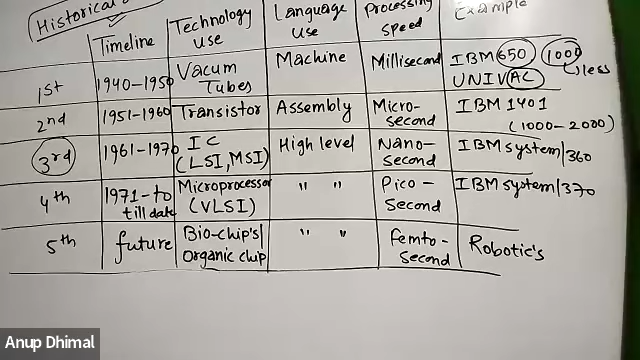 Historical
Timeline Technology use Language use Processing speed Example
1st 1940-1950 Vacum Tubes Machine Millisecond IBM 650 1000 less UNIVAC
2nd 1951-1960 Transistor Assembly Micro-second IBM 1401 (1000-2000)
3rd 1961-1970 IC (LSI, MSI) High level Nano-second IBM system/360
4th 1971-to till date Microprocessor (VLSI) " " Pico-Second IBM system/370
5th future Bio-chip's/ Organic chip " " Femto-Second Robotic's
Anup Dhimal